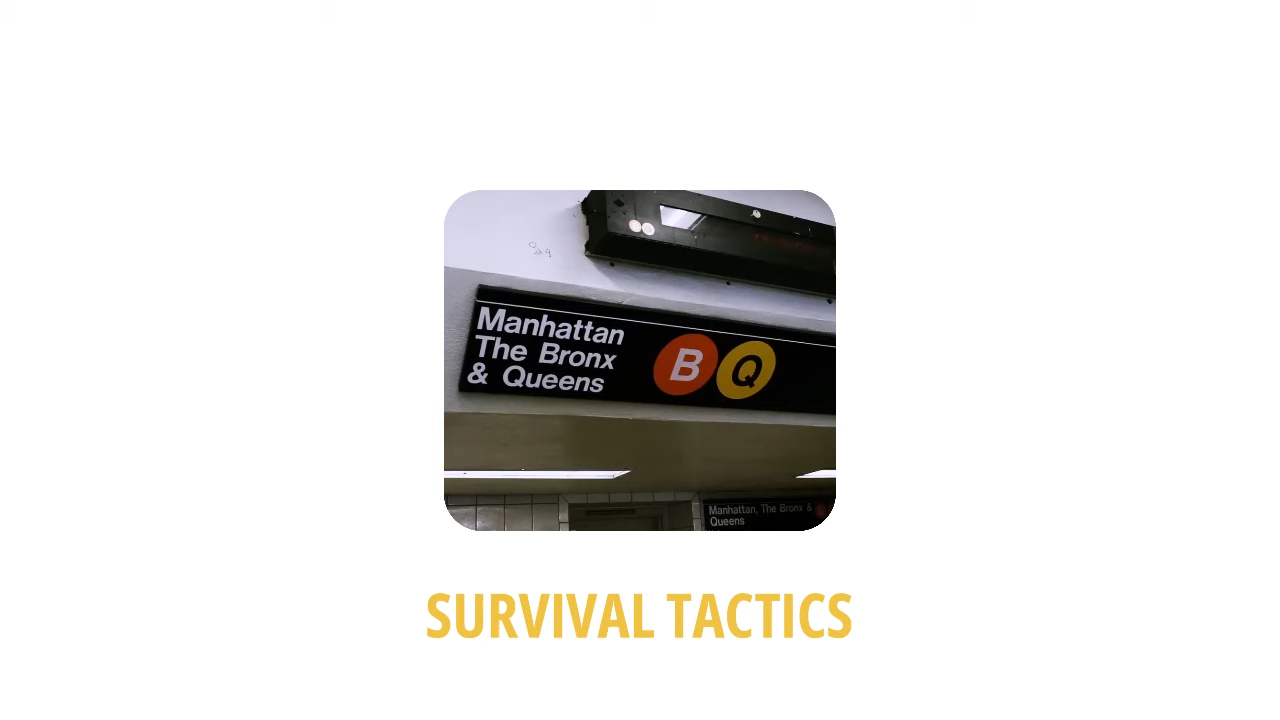 Manhattan
The Bronx
& Queens
B Q
Manhattan, The Bronx &
Queens
SURVIVAL TACTICS